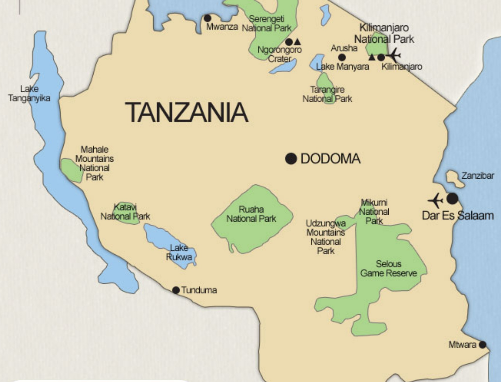 Mwanza
Serengeti
National Park
Kilimanjaro
National Park
Ngorongoro
Crater
Arusha
Lake Manyara
Kilimanjaro
Lake
Tanganyika
Tarangire
National Park
TANZANIA
Mahale
Mountains
National
Park
DODOMA
Zanzibar
Katavi
National Park
Ruaha
National Park
Mikumi
National
Park
Dar Es Salaam
Udzungwa
Mountains
National
Park
Lake
Rukwa
Selous
Game Reserve
Tunduma
Mtwara